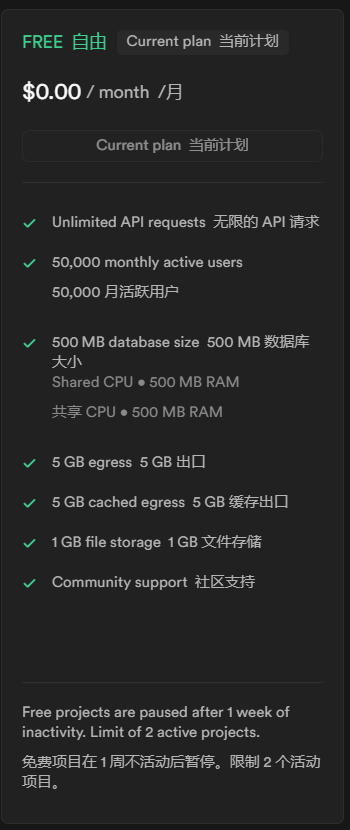 FREE 自由 Current plan 当前计划
$0.00 / month /月
Current plan 当前计划
Unlimited API requests 无限的 API 请求
50,000 monthly active users
50,000 月活跃用户
500 MB database size 500 MB 数据库
大小
Shared CPU • 500 MB RAM
共享 CPU • 500 MB RAM
5 GB egress 5 GB 出口
5 GB cached egress 5 GB 缓存出口
1 GB file storage 1 GB 文件存储
Community support 社区支持
Free projects are paused after 1 week of
inactivity. Limit of 2 active projects.
免费项目在 1 周不活动后暂停。限制 2 个活动
项目。